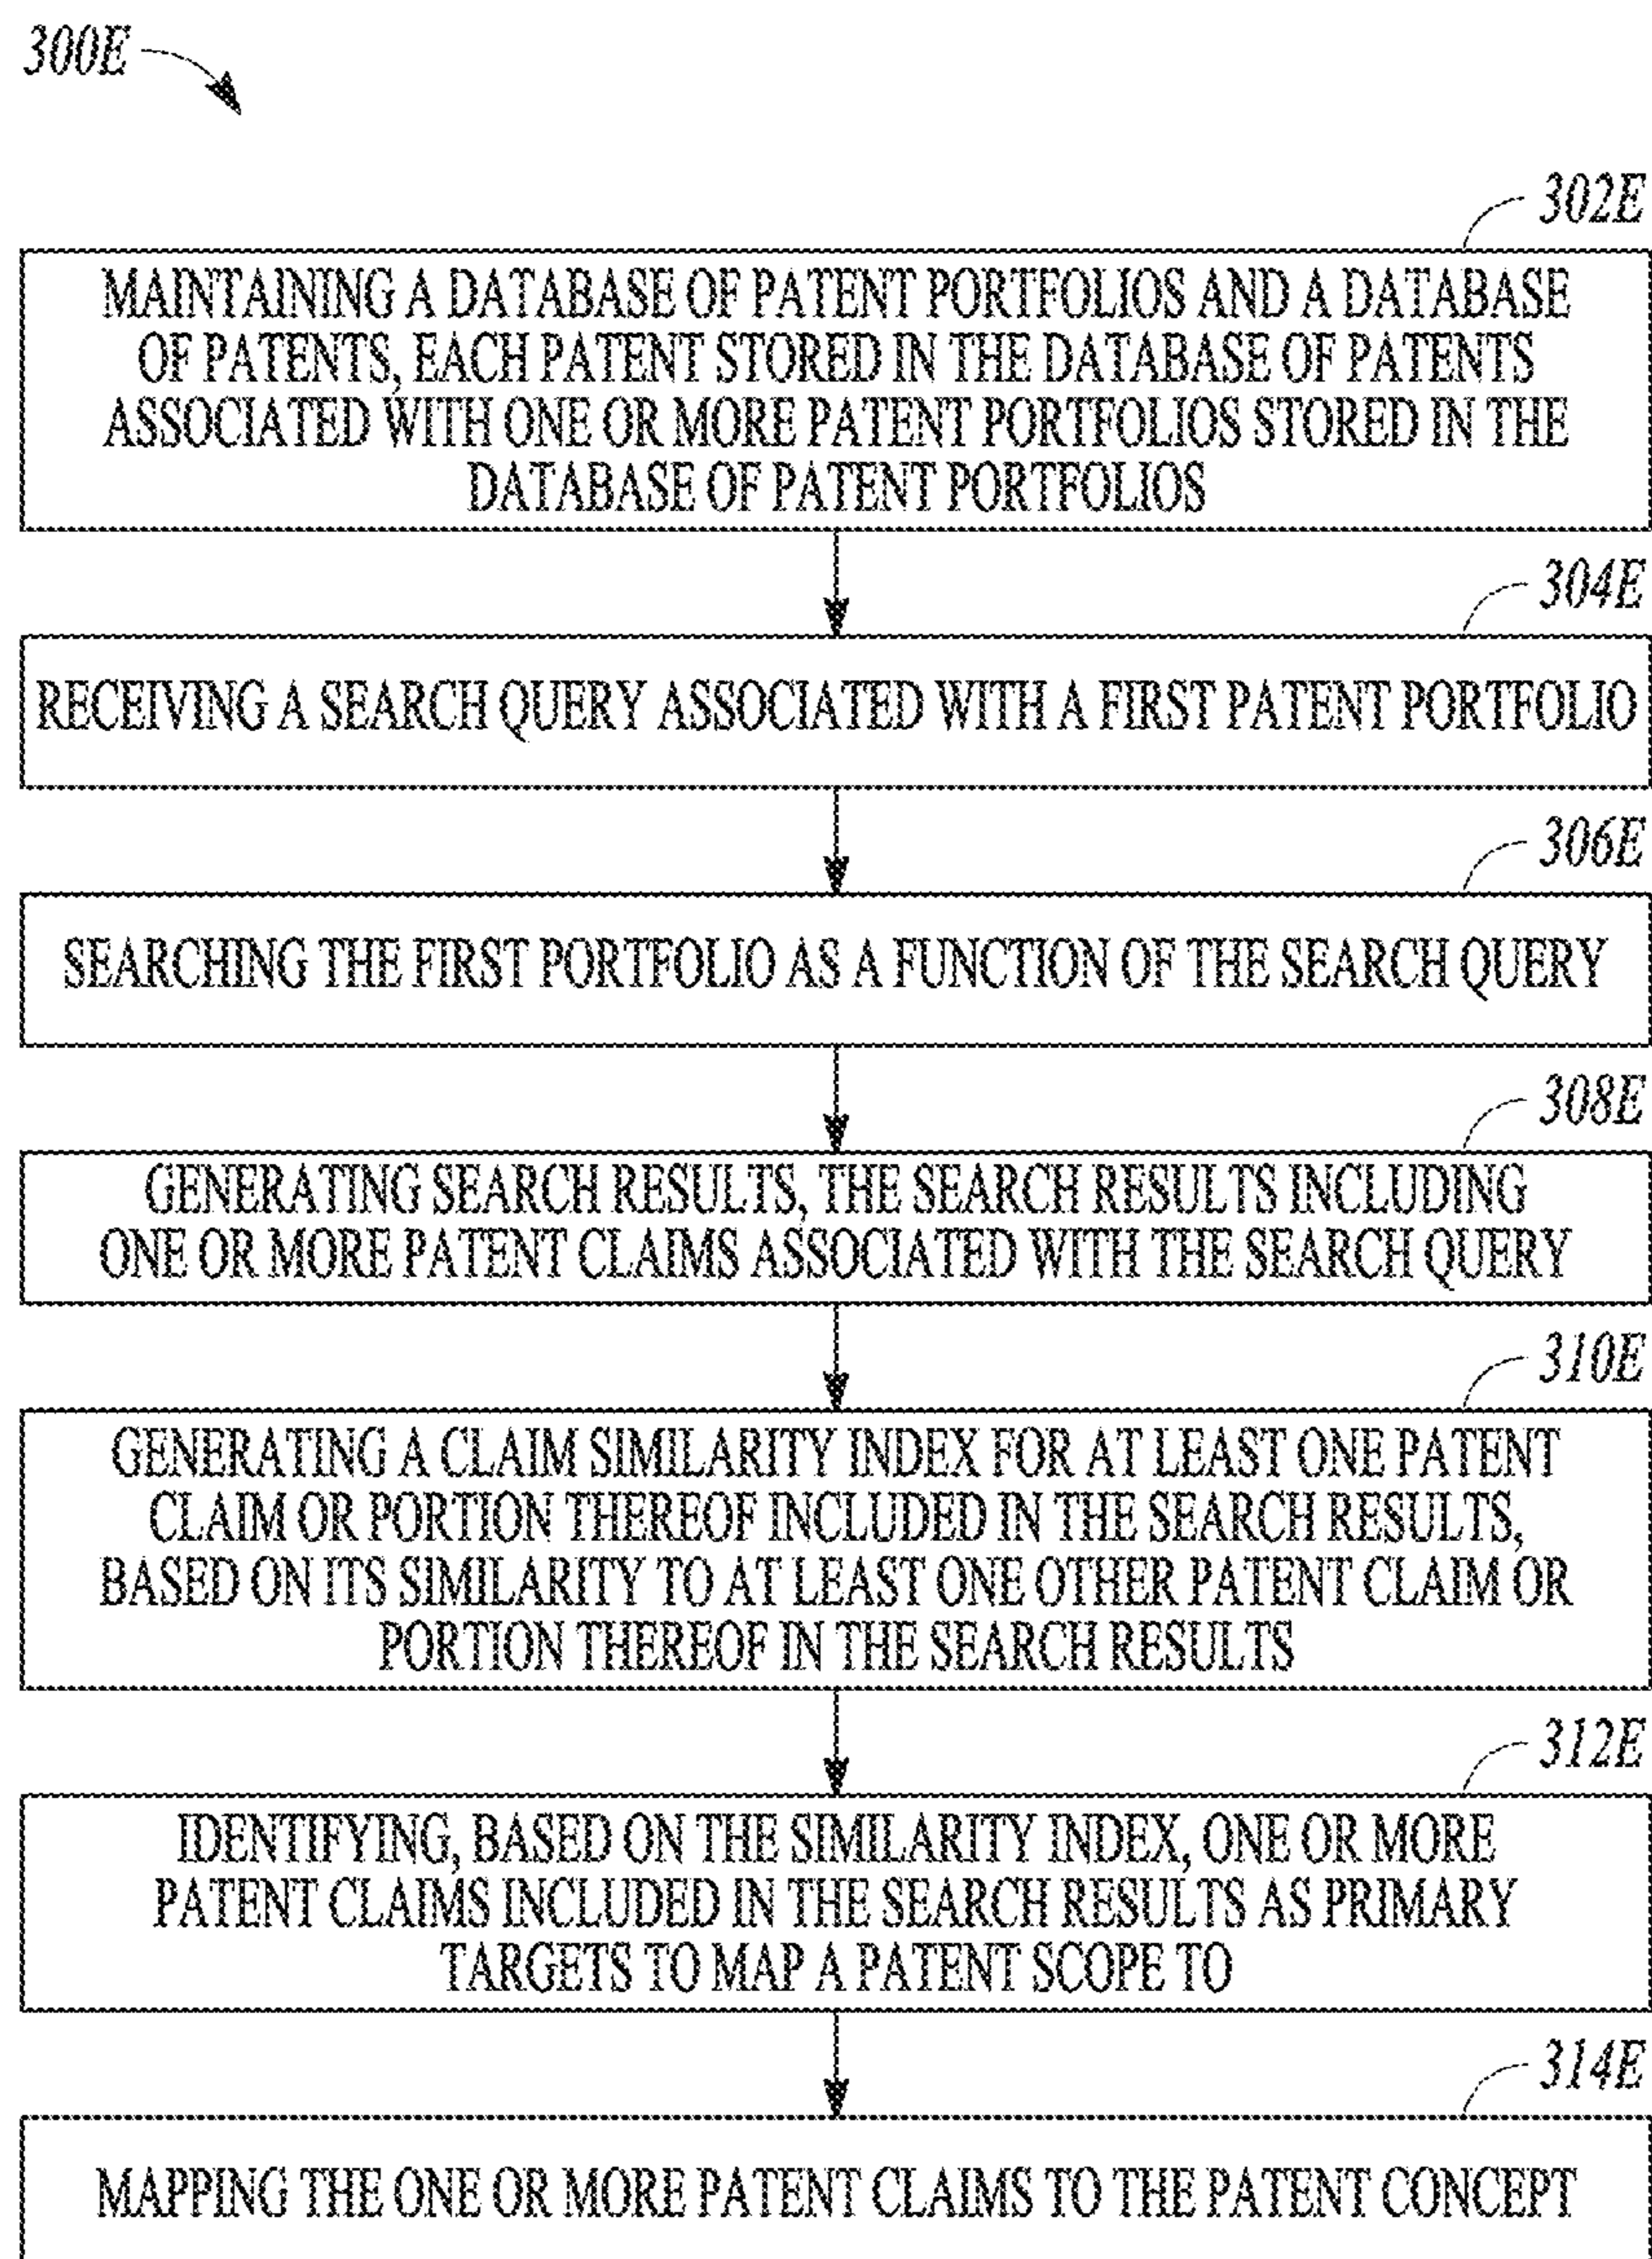 300E
302E
MAINTAINING A DATABASE OF PATENT PORTFOLIOS AND A DATABASE
OF PATENTS, EACH PATENT STORED IN THE DATABASE OF PATENTS
ASSOCIATED WITH ONE OR MORE PATENT PORTFOLIOS STORED IN THE
DATABASE OF PATENT PORTFOLIOS
304E
RECEIVING A SEARCH QUERY ASSOCIATED WITH A FIRST PATENT PORTFOLIO
306E
SEARCHING THE FIRST PORTFOLIO AS A FUNCTION OF THE SEARCH QUERY
308E
GENERATING SEARCH RESULTS, THE SEARCH RESULTS INCLUDING
ONE OR MORE PATENT CLAIMS ASSOCIATED WITH THE SEARCH QUERY
310E
GENERATING A CLAIM SIMILARITY INDEX FOR AT LEAST ONE PATENT
CLAIM OR PORTION THEREOF INCLUDED IN THE SEARCH RESULTS,
BASED ON ITS SIMILARITY TO AT LEAST ONE OTHER PATENT CLAIM OR
PORTION THEREOF IN THE SEARCH RESULTS
312E
IDENTIFYING, BASED ON THE SIMILARITY INDEX, ONE OR MORE
PATENT CLAIMS INCLUDED IN THE SEARCH RESULTS AS PRIMARY
TARGETS TO MAP A PATENT SCOPE TO
314E
MAPPING THE ONE OR MORE PATENT CLAIMS TO THE PATENT CONCEPT